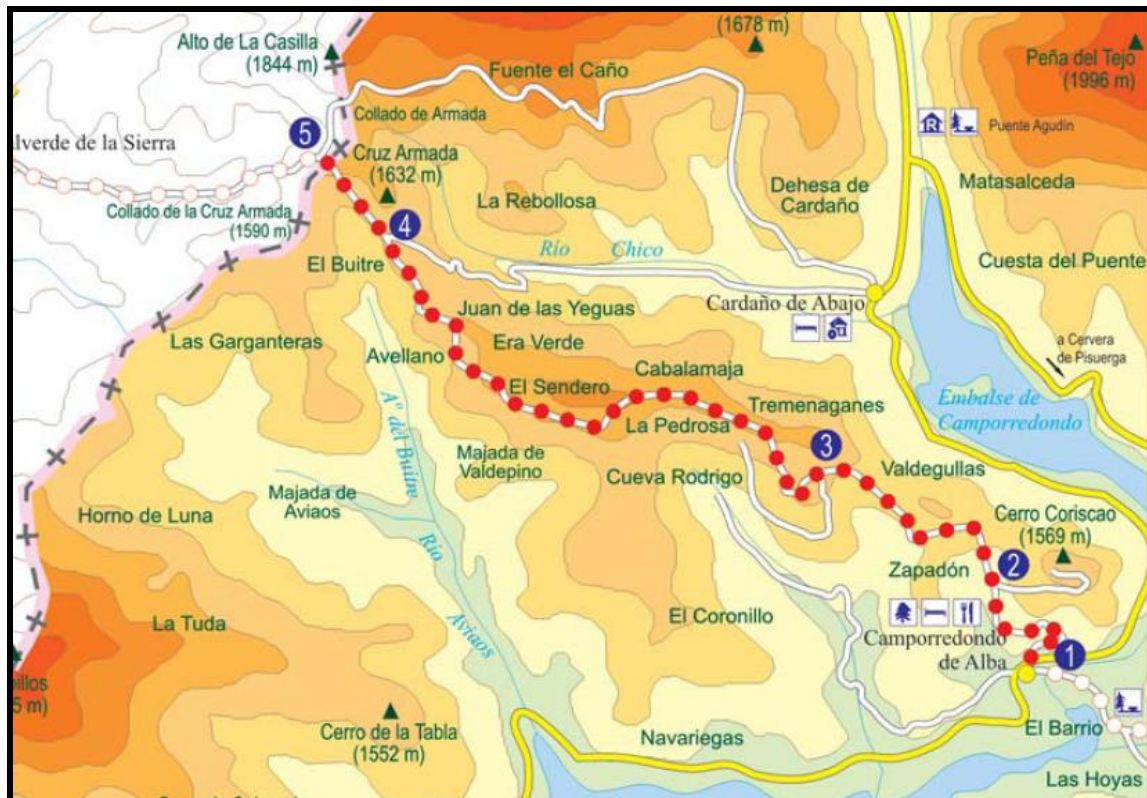 (1678 m)
Alto de La Casilla
(1844 m)
Peña del Tejo
(1996 m)
Fuente el Caño
Collado de Armada
5
R
Puente Agudín
alverde de la Sierra
Cruz Armada
(1632 m)
Matasalceda
Dehesa de
Cardaño
La Rebollosa
Collado de la Cruz Armada
(1590 m)
4
Río Chico
El Buitre
Cuesta del Puente
Cardaño de Abajo
Juan de las Yeguas
Las Garganteras
Era Verde
a Cervera
de Pisuerga
Avellano
Cabalamaja
El Sendero
Embalse de
Camporredondo
Tremenaganes
La Pedrosa
3
Aº del Buitre
Majada de
Valdepino
Cueva Rodrigo
Valdegullas
Majada de
Aviaos
Horno de Luna
Cerro Coriscao
(1569 m)
Río Aviaos
Zapadón
2
El Coronillo
La Tuda
Camporredondo
de Alba
1
billos
5 m)
Cerro de la Tabla
(1552 m)
Navariegas
El Barrio
Las Hoyas